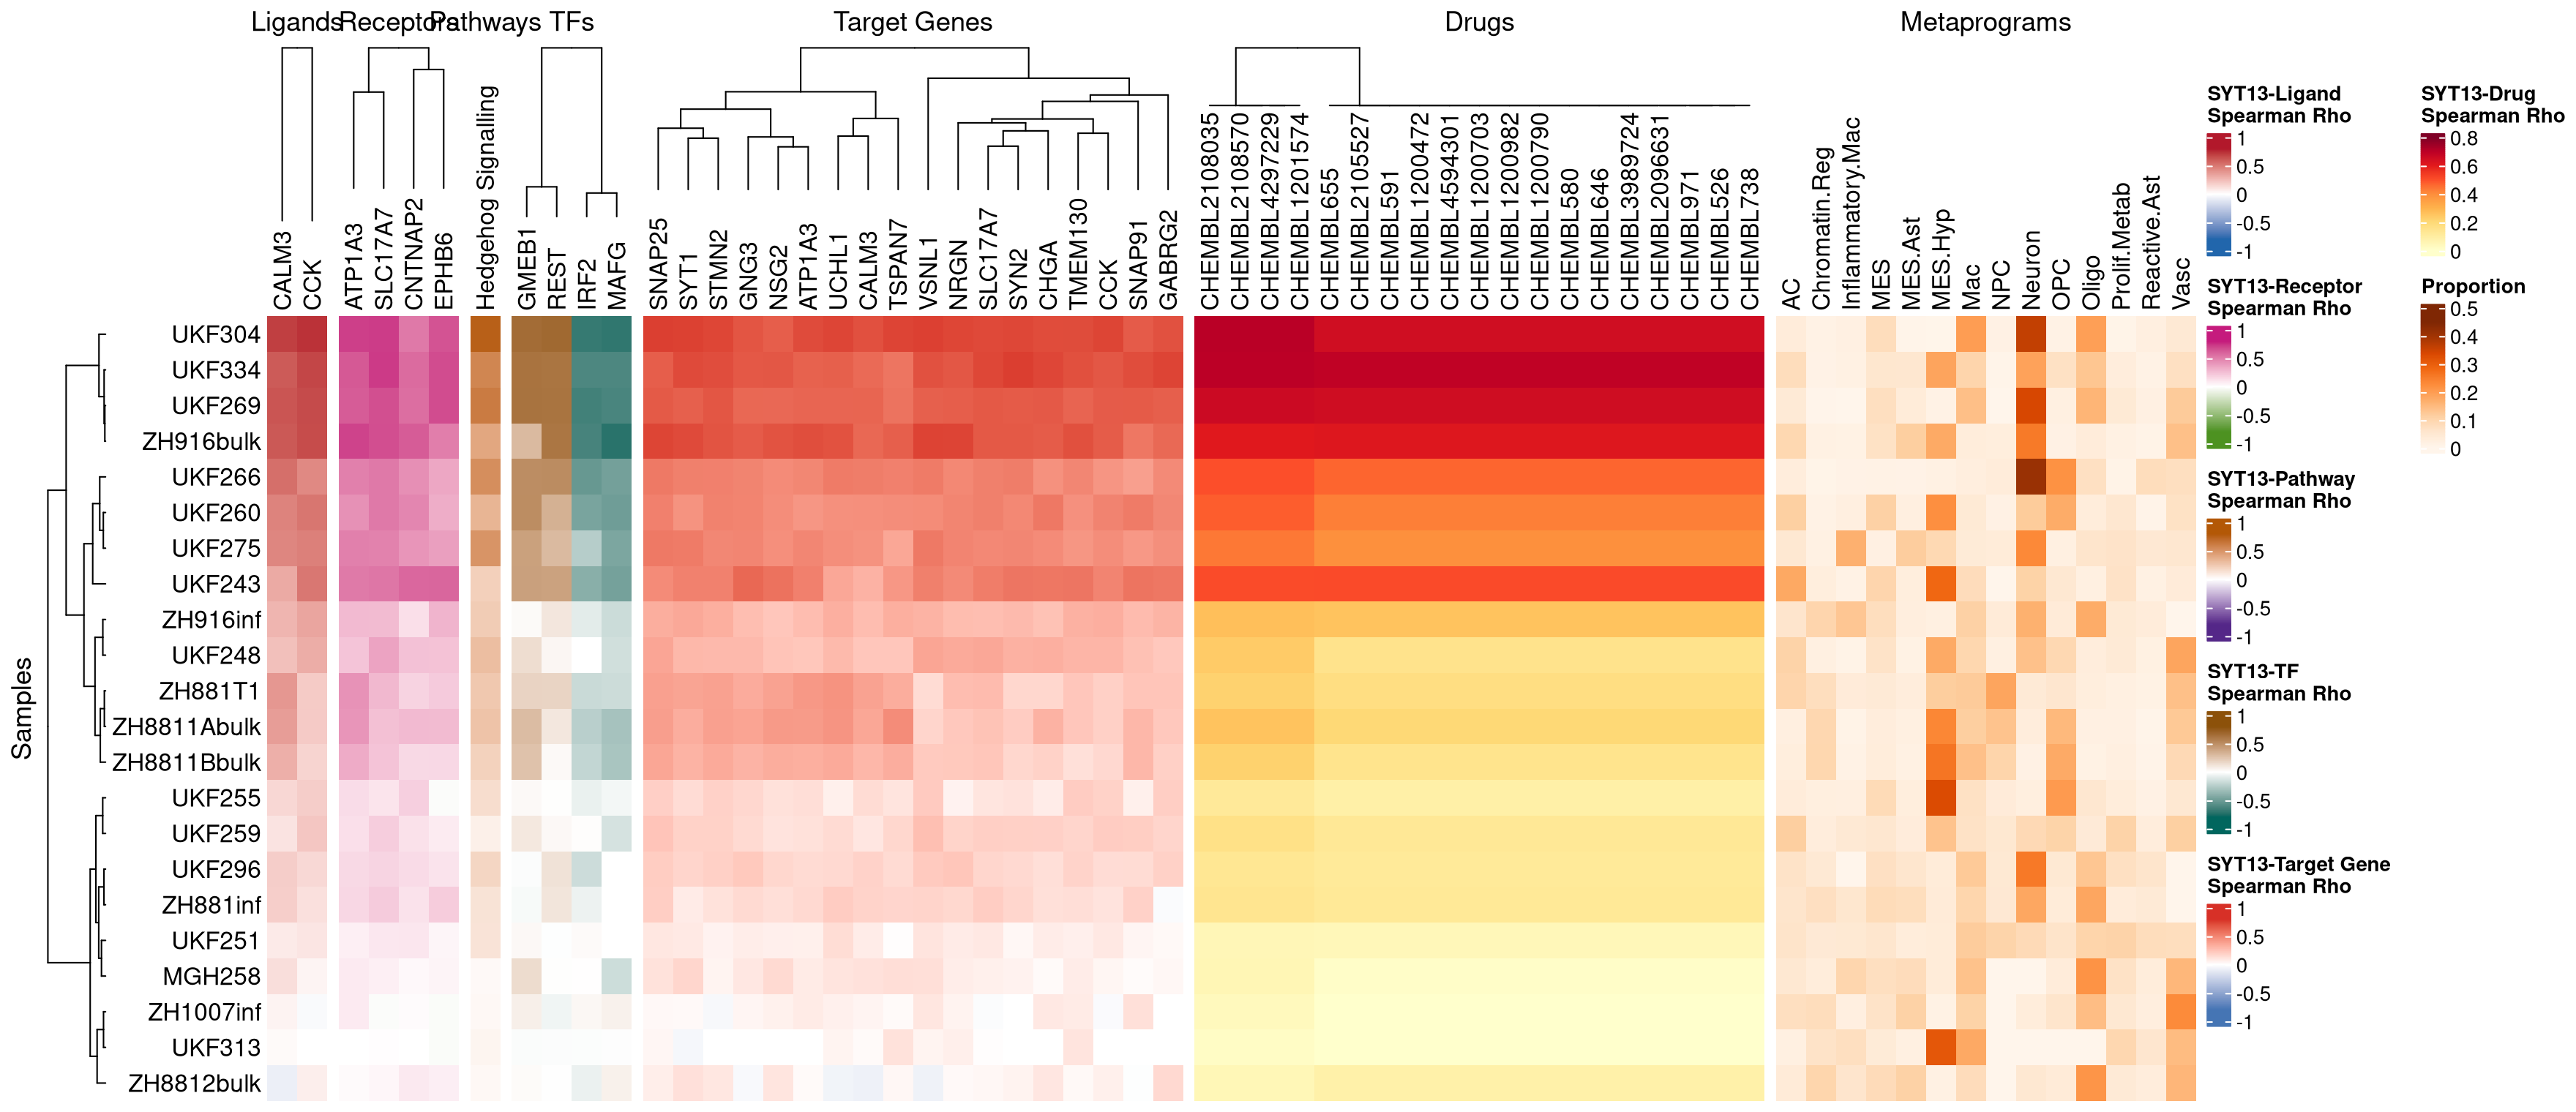 Ligands Receptors Pathways TFs Target Genes Drugs Metaprograms
CALM3
CCK
ATP1A3
SLC17A7
CNTNAP2
EPHB6
Hedgehog Signalling
GMEB1
REST
IRF2
MAFG
SNAP25
SYT1
STMN2
GNG3
NSG2
ATP1A3
UCHL1
CALM3
TSPAN7
VSNL1
NRGN
SLC17A7
SYN2
CHGA
TMEM130
CCK
SNAP91
GABRG2
CHEMBL2108035
CHEMBL2108570
CHEMBL4297229
CHEMBL1201574
CHEMBL655
CHEMBL2105527
CHEMBL591
CHEMBL1200472
CHEMBL4594301
CHEMBL1200703
CHEMBL1200982
CHEMBL1200790
CHEMBL580
CHEMBL646
CHEMBL3989724
CHEMBL2096631
CHEMBL971
CHEMBL526
CHEMBL738
AC
Chromatin.Reg
Inflammatory.Mac
MES
MES.Ast
MES.Hyp
Mac
NPC
Neuron
OPC
Oligo
Prolif.Metab
Reactive.Ast
Vasc
Samples
UKF304
UKF334
UKF269
ZH916bulk
UKF266
UKF260
UKF275
UKF243
ZH916inf
UKF248
ZH881T1
ZH8811Abulk
ZH8811Bbulk
UKF255
UKF259
UKF296
ZH881inf
UKF251
MGH258
ZH1007inf
UKF313
ZH8812bulk
SYT13-Ligand
Spearman Rho
1
0.5
0
-0.5
-1
SYT13-Receptor
Spearman Rho
1
0.5
0
-0.5
-1
SYT13-Pathway
Spearman Rho
1
0.5
0
-0.5
-1
SYT13-TF
Spearman Rho
1
0.5
0
-0.5
-1
SYT13-Target Gene
Spearman Rho
1
0.5
0
-0.5
-1
SYT13-Drug
Spearman Rho
0.8
0.6
0.4
0.2
0
Proportion
0.5
0.4
0.3
0.2
0.1
0